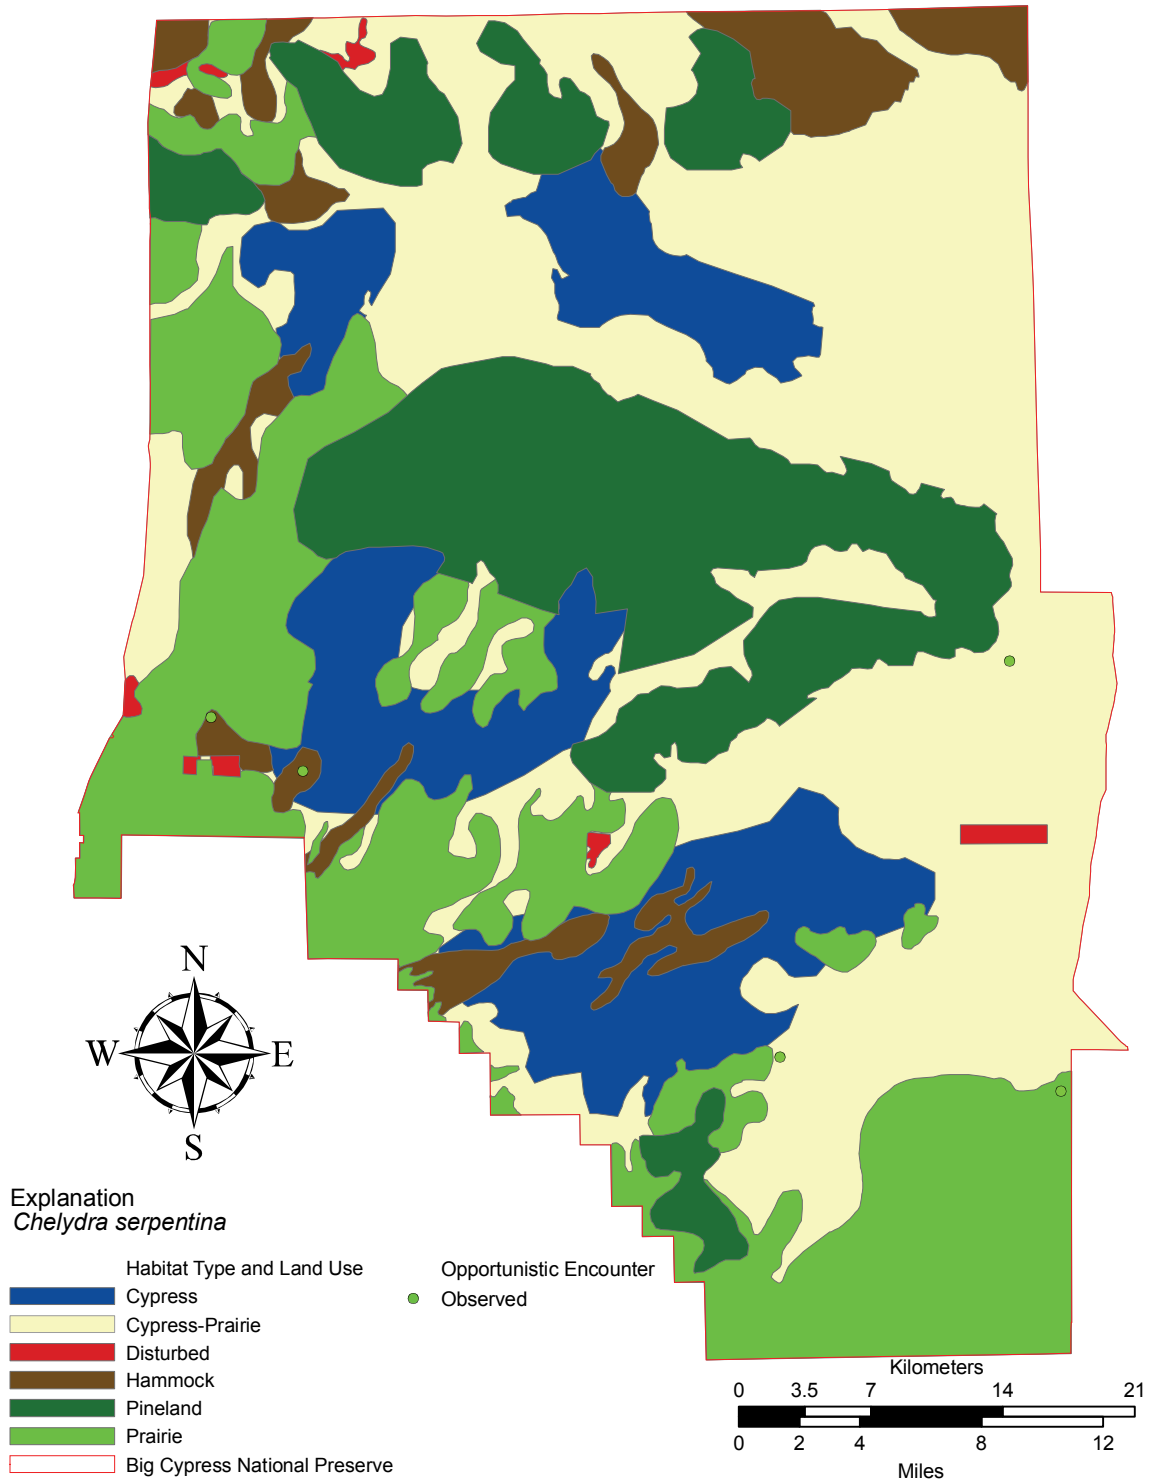 N
W E
S
Explanation
Chelydra serpentina
Habitat Type and Land Use
Cypress
Cypress-Prairie
Disturbed
Hammock
Pineland
Prairie
Big Cypress National Preserve
Opportunistic Encounter
Observed
Kilometers
0 3.5 7 14 21
0 2 4 8 12
Miles